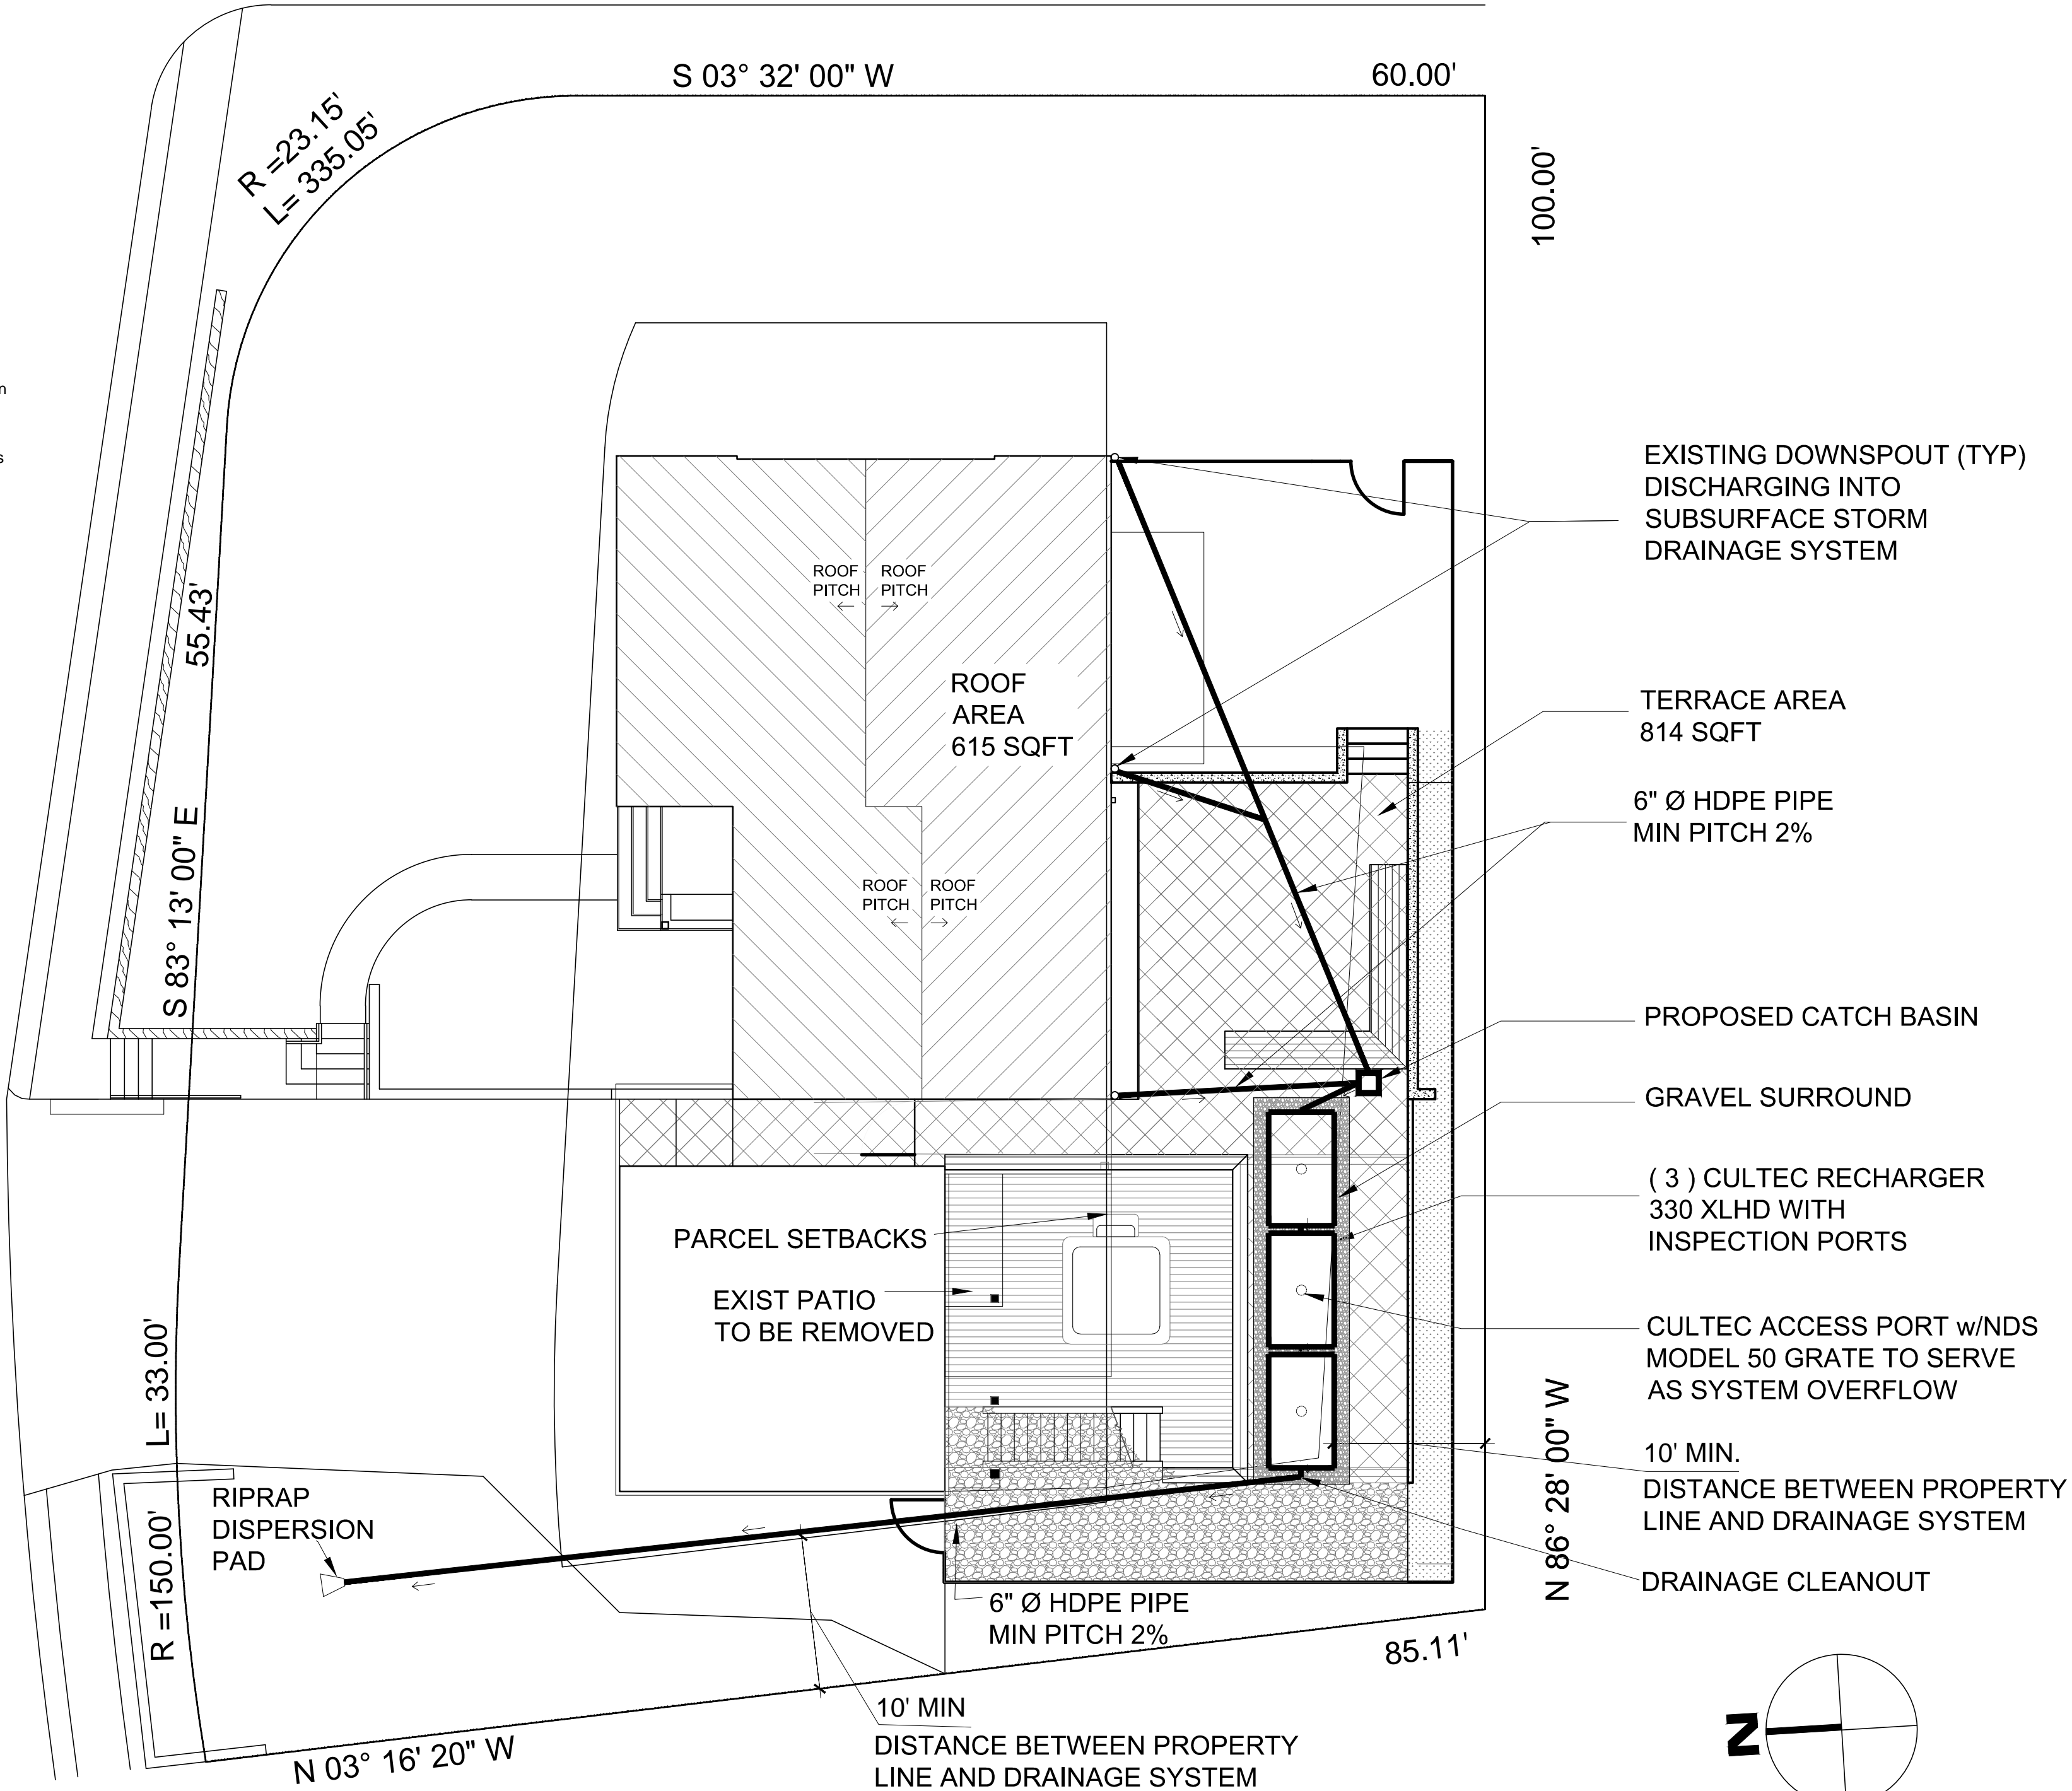 S 03° 32' 00" W
60.00'
R =23.15'
L= 335.05'
100.00'
n
s
EXISTING DOWNSPOUT (TYP)
DISCHARGING INTO
SUBSURFACE STORM
DRAINAGE SYSTEM
ROOF
PITCH
ROOF
PITCH
55.43'
S 83° 13' 00" E
ROOF
AREA
615 SQFT
TERRACE AREA
814 SQFT
6" Ø HDPE PIPE
MIN PITCH 2%
ROOF
PITCH
ROOF
PITCH
PROPOSED CATCH BASIN
GRAVEL SURROUND
( 3 ) CULTEC RECHARGER
330 XLHD WITH
INSPECTION PORTS
PARCEL SETBACKS
EXIST PATIO
TO BE REMOVED
CULTEC ACCESS PORT w/NDS
MODEL 50 GRATE TO SERVE
AS SYSTEM OVERFLOW
L= 33.00'
R =150.00'
N 86° 28' 00" W
10' MIN.
DISTANCE BETWEEN PROPERTY
LINE AND DRAINAGE SYSTEM
RIPRAP
DISPERSION
PAD
DRAINAGE CLEANOUT
6" Ø HDPE PIPE
MIN PITCH 2%
85.11'
10' MIN
DISTANCE BETWEEN PROPERTY
LINE AND DRAINAGE SYSTEM
N 03° 16' 20" W
N